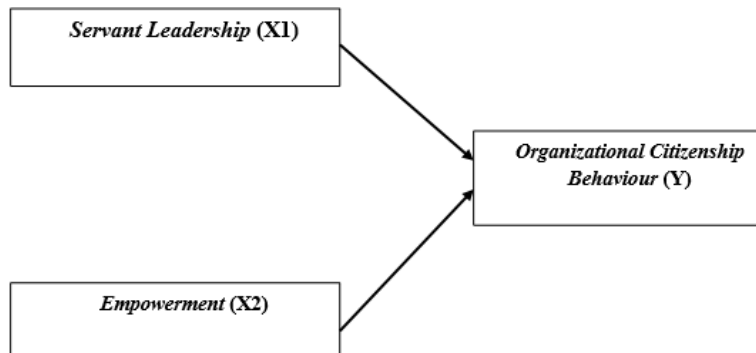 Servant Leadership (X1)
Organizational Citizenship
Behaviour (Y)
Empowerment (X2)